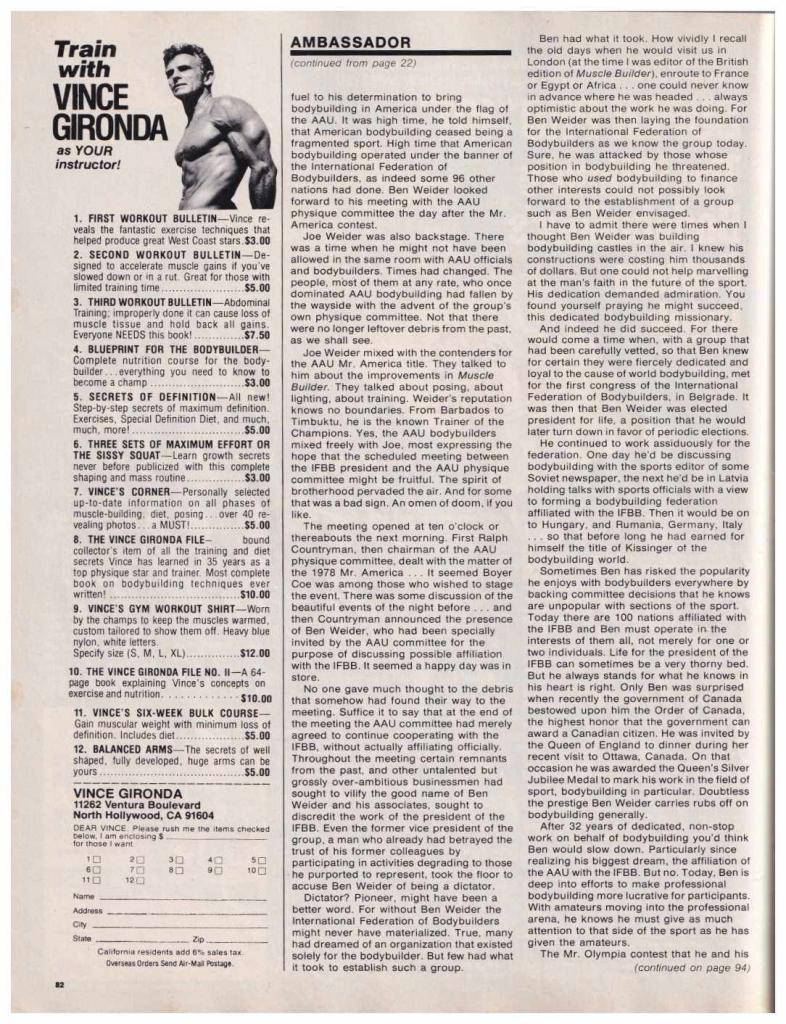 Train
with
VINCE
GIRONDA
as YOUR
instructor!
1. FIRST WORKOUT BULLETIN—Vince re-
veals the fantastic exercise techniques that
helped produce great West Coast stars.$3.00
2. SECOND WORKOUT BULLETIN—De-
signed to accelerate muscle gains if you've
slowed down or in a rut. Great for those with
limited training time.....................$5.00
3. THIRD WORKOUT BULLETIN—Abdominal
Training; improperly done it can cause loss of
muscle tissue and hold back all gains.
Everyone NEEDS this book!.............$7.50
4. BLUEPRINT FOR THE BODYBUILDER—
Complete nutrition course for the body-
builder...everything you need to know to
become a champ.........................$3.00
5. SECRETS OF DEFINITION—All new!
Step-by-step secrets of maximum definition.
Exercises, Special Definition Diet, and much,
much, more!..............................$5.00
6. THREE SETS OF MAXIMUM EFFORT OR
THE SISSY SQUAT—Learn growth secrets
never before publicized with this complete
shaping and mass routine...............$3.00
7. VINCE'S CORNER—Personally selected
up-to-date information on all phases of
muscle-building, diet, posing...over 40 re-
vealing photos...a MUST!...............$5.00
8. THE VINCE GIRONDA FILE— bound
collector's item of all the training and diet
secrets Vince has learned in 35 years as a
top physique star and trainer. Most complete
book on bodybuilding techniques ever
written!...................................$10.00
9. VINCE'S GYM WORKOUT SHIRT—Worn
by the champs to keep the muscles warmed,
custom tailored to show them off. Heavy blue
nylon, white letters.
Specify size (S, M, L, XL)..............$12.00
10. THE VINCE GIRONDA FILE NO. II—A 64-
page book explaining Vince's concepts on
exercise and nutrition. . . . . . . . . . . . . $10.00
11. VINCE'S SIX-WEEK BULK COURSE—
Gain muscular weight with minimum loss of
definition. Includes diet..................$5.00
12. BALANCED ARMS—The secrets of well
shaped, fully developed, huge arms can be
yours.....................................$5.00
VINCE GIRONDA
11262 Ventura Boulevard
North Hollywood, CA 91604
DEAR VINCE: Please rush me the items checked
below. I am enclosing $
for those I want.
1 □ 2 □ 3 □ 4 □ 5 □
6 □ 7 □ 8 □ 9 □ 10 □
11 □ 12 □
Name
Address
City
State Zip
California residents add 6% sales tax.
Overseas Orders Send Air-Mail Postage.
82
AMBASSADOR
(continued from page 22)
fuel to his determination to bring
bodybuilding in America under the flag of
the AAU. It was high time, he told himself,
that American bodybuilding ceased being a
fragmented sport. High time that American
bodybuilding operated under the banner of
the International Federation of
Bodybuilders, as indeed some 96 other
nations had done. Ben Weider looked
forward to his meeting with the AAU
physique committee the day after the Mr.
America contest.
Joe Weider was also backstage. There
was a time when he might not have been
allowed in the same room with AAU officials
and bodybuilders. Times had changed. The
people, most of them at any rate, who once
dominated AAU bodybuilding had fallen by
the wayside with the advent of the group's
own physique committee. Not that there
were no longer leftover debris from the past,
as we shall see.
Joe Weider mixed with the contenders for
the AAU Mr. America title. They talked to
him about the improvements in Muscle
Builder. They talked about posing, about
lighting, about training. Weider's reputation
knows no boundaries. From Barbados to
Timbuktu, he is the known Trainer of the
Champions. Yes, the AAU bodybuilders
mixed freely with Joe, most expressing the
hope that the scheduled meeting between
the IFBB president and the AAU physique
committee might be fruitful. The spirit of
brotherhood pervaded the air. And for some
that was a bad sign. An omen of doom, if you
like.
The meeting opened at ten o'clock or
thereabouts the next morning. First Ralph
Countryman, then chairman of the AAU
physique committee, dealt with the matter of
the 1978 Mr. America . . . It seemed Boyer
Coe was among those who wished to stage
the event. There was some discussion of the
beautiful events of the night before . . . and
then Countryman announced the presence
of Ben Weider, who had been specially
invited by the AAU committee for the
purpose of discussing possible affiliation
with the IFBB. It seemed a happy day was in
store.
No one gave much thought to the debris
that somehow had found their way to the
meeting. Suffice it to say that at the end of
the meeting the AAU committee had merely
agreed to continue cooperating with the
IFBB, without actually affiliating officially.
Throughout the meeting certain remnants
from the past, and other untalented but
grossly over-ambitious businessmen had
sought to vilify the good name of Ben
Weider and his associates, sought to
discredit the work of the president of the
IFBB. Even the former vice president of the
group, a man who already had betrayed the
trust of his former colleagues by
participating in activities degrading to those
he purported to represent, took the floor to
accuse Ben Weider of being a dictator.
Dictator? Pioneer, might have been a
better word. For without Ben Weider the
International Federation of Bodybuilders
might never have materialized. True, many
had dreamed of an organization that existed
solely for the bodybuilder. But few had what
it took to establish such a group.
Ben had what it took. How vividly I recall
the old days when he would visit us in
London (at the time I was editor of the British
edition of Muscle Builder), enroute to France
or Egypt or Africa . . . one could never know
in advance where he was headed . . . always
optimistic about the work he was doing. For
Ben Weider was then laying the foundation
for the International Federation of
Bodybuilders as we know the group today.
Sure, he was attacked by those whose
position in bodybuilding he threatened.
Those who used bodybuilding to finance
other interests could not possibly look
forward to the establishment of a group
such as Ben Weider envisaged.
I have to admit there were times when I
thought Ben Weider was building
bodybuilding castles in the air. I knew his
constructions were costing him thousands
of dollars. But one could not help marvelling
at the man's faith in the future of the sport.
His dedication demanded admiration. You
found yourself praying he might succeed,
this dedicated bodybuilding missionary.
And indeed he did succeed. For there
would come a time when, with a group that
had been carefully vetted, so that Ben knew
for certain they were fiercely dedicated and
loyal to the cause of world bodybuilding, met
for the first congress of the International
Federation of Bodybuilders, in Belgrade. It
was then that Ben Weider was elected
president for life, a position that he would
later turn down in favor of periodic elections.
He continued to work assiduously for the
federation. One day he'd be discussing
bodybuilding with the sports editor of some
Soviet newspaper, the next he'd be in Latvia
holding talks with sports officials with a view
to forming a bodybuilding federation
affiliated with the IFBB. Then it would be on
to Hungary, and Rumania, Germany, Italy
. . . so that before long he had earned for
himself the title of Kissinger of the
bodybuilding world.
Sometimes Ben has risked the popularity
he enjoys with bodybuilders everywhere by
backing committee decisions that he knows
are unpopular with sections of the sport.
Today there are 100 nations affiliated with
the IFBB and Ben must operate in the
interests of them all, not merely for one or
two individuals. Life for the president of the
IFBB can sometimes be a very thorny bed.
But he always stands for what he knows in
his heart is right. Only Ben was surprised
when recently the government of Canada
bestowed upon him the Order of Canada,
the highest honor that the government can
award a Canadian citizen. He was invited by
the Queen of England to dinner during her
recent visit to Ottawa, Canada. On that
occasion he was awarded the Queen's Silver
Jubilee Medal to mark his work in the field of
sport, bodybuilding in particular. Doubtless
the prestige Ben Weider carries rubs off on
bodybuilding generally.
After 32 years of dedicated, non-stop
work on behalf of bodybuilding you'd think
Ben would slow down. Particularly since
realizing his biggest dream, the affiliation of
the AAU with the IFBB. But no. Today, Ben is
deep into efforts to make professional
bodybuilding more lucrative for participants.
With amateurs moving into the professional
arena, he knows he must give as much
attention to that side of the sport as he has
given the amateurs.
The Mr. Olympia contest that he and his
(continued on page 94)